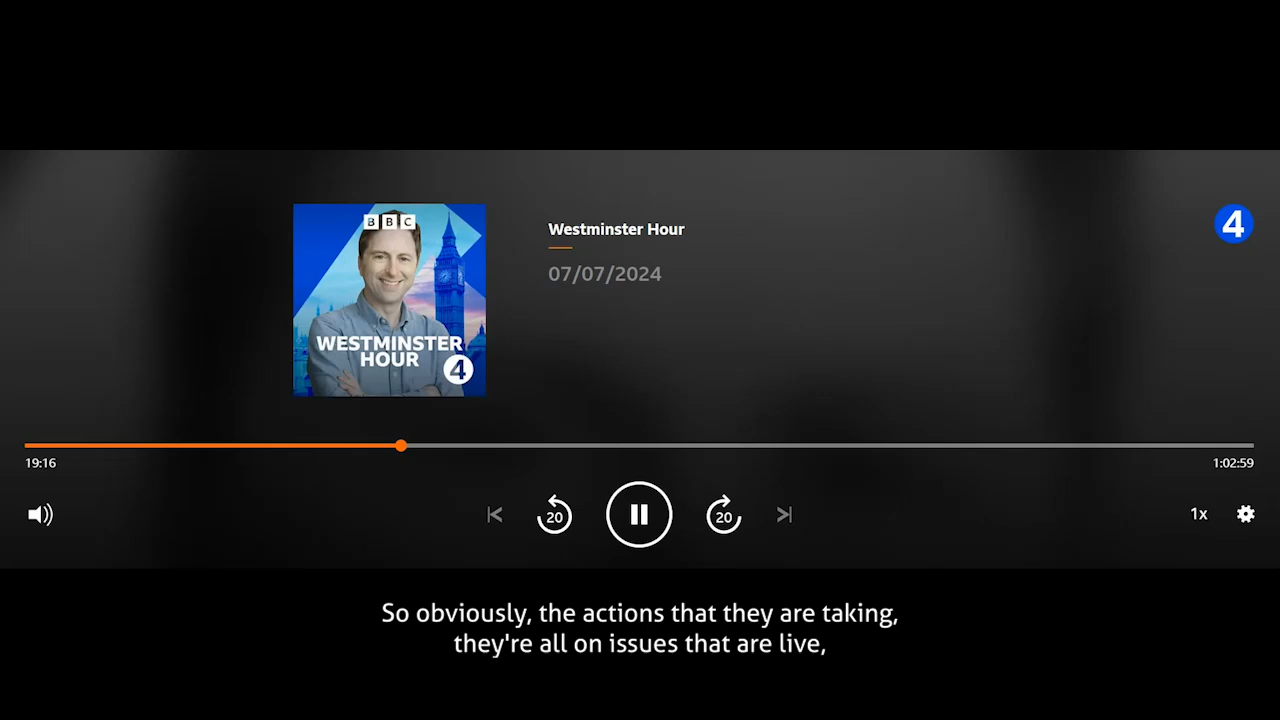 BBC
WESTMINSTER
HOUR
4
Westminster Hour
07/07/2024
4
19:16
1:02:59
20
20
1x
So obviously, the actions that they are taking,
they're all on issues that are live,